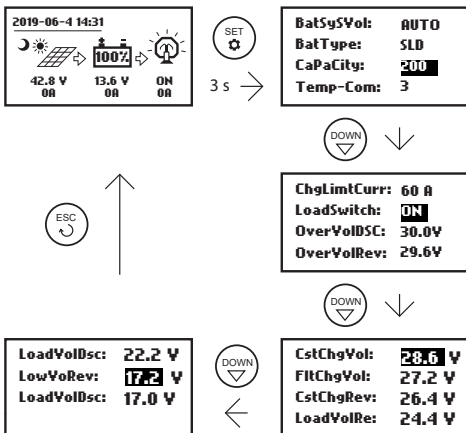 2019-06-4 14:31
100%
42.8 V 13.6 V ON
0A 0A 0A
SET
3 s
BatSySVol: AUTO
BatType: SLD
CaPaCity: 200
Temp-Com: 3
DOWN
ChgLimtCurr: 60 A
LoadSwitch: ON
OverVolDSC: 30.0V
OverVolRev: 29.6V
ESC
DOWN
LoadVolDsc: 22.2 V
LowVoRev: 17.2 V
LoadVolDsc: 17.0 V
DOWN
CstChgVol: 28.6 V
FltChgVol: 27.2 V
CstChgRev: 26.4 V
LoadVolRe: 24.4 V